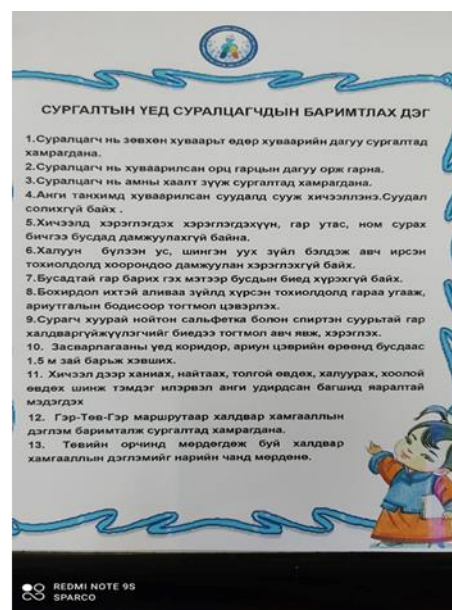 СУРГАЛТЫН ҮЕД СУРАЛЦАГЧДЫН БАРИМТЛАХ ДЭГ
1.Суралцагч нь зөвхөн хуваарьт өдөр хуваарийн дагуу сургалтад
хамрагдана.
2.Суралцагч нь хуваарилсан орц гарцын дагуу орж гарна.
3.Суралцагч нь амны хаалт зүүж сургалтад хамрагдана.
4.Анги танхимд хуваарилсан суудалд сууж хичээллэнэ.Суудал
солихгүй байх .
5.Хичээлд хэрэглэгдэх хэрэглэгдэхүүн, гар утас, ном сурах
бичгээ бусдад дамжуулахгүй байна.
6.Халуун бүлээн ус, шингэн уух зүйл бэлдэж авч ирсэн
тохиолдолд хоорондоо дамжуулан хэрэглэхгүй байх.
7.Бусадтай гар барих гэх мэтээр бусдын биед хүрэхгүй байх.
8.Бохирдол ихтэй аливаа зүйлд хүрсэн тохиолдолд гараа угааж,
ариутгалын бодисоор тогтмол цэвэрлэх.
9.Сурагч хуурай нойтон сальфетка болон спиртэн суурьтай гар
халдваргүйжүүлэгчийг биедээ тогтмол авч явж, хэрэглэх.
10. Завсарлагааны үед коридор, ариун цэврийн өрөөнд бусдаас
1.5 м зай барьж хэвших.
11. Хичээл дээр ханиах, найтаах, толгой өвдөх, халуурах, хоолой
өвдөх шинж тэмдэг илэрвэл анги удирдсан багшид яаралтай
мэдэгдэх
12. Гэр-Төв-Гэр маршрутаар халдвар хамгааллын
дэглэм баримталж сургалтад хамрагдана.
13. Төвийн орчинд мөрдөгдөж буй халдвар
хамгааллын дэглэмийг нарийн чанд мөрдөнө.
REDMI NOTE 9S
SPARCO